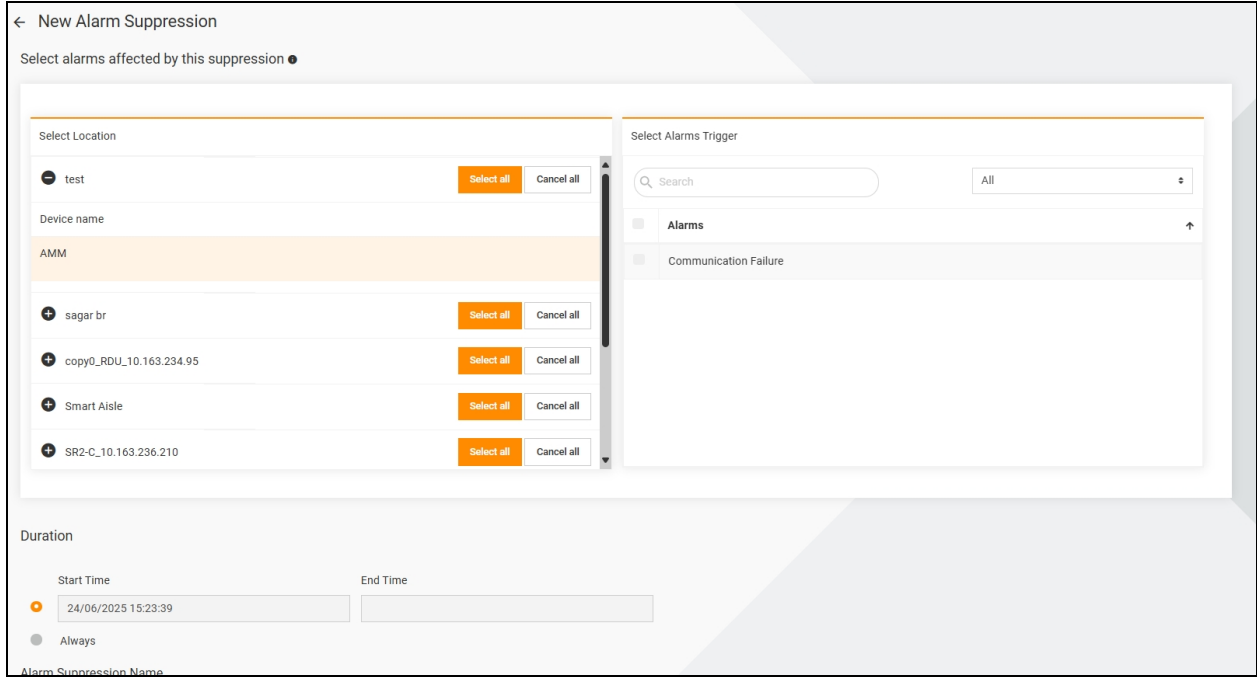 New Alarm Suppression
Select alarms affected by this suppression
Select Location
test
Select all
Cancel all
Device name
AMM
sagar br
Select all
Cancel all
copy0_RDU_10.163.234.95
Select all
Cancel all
Smart Aisle
Select all
Cancel all
SR2-C_10.163.236.210
Select all
Cancel all
Select Alarms Trigger
Search
All
Alarms
Communication Failure
Duration
Start Time
End Time
24/06/2025 15:23:39
Always
Alarm Suppression Name